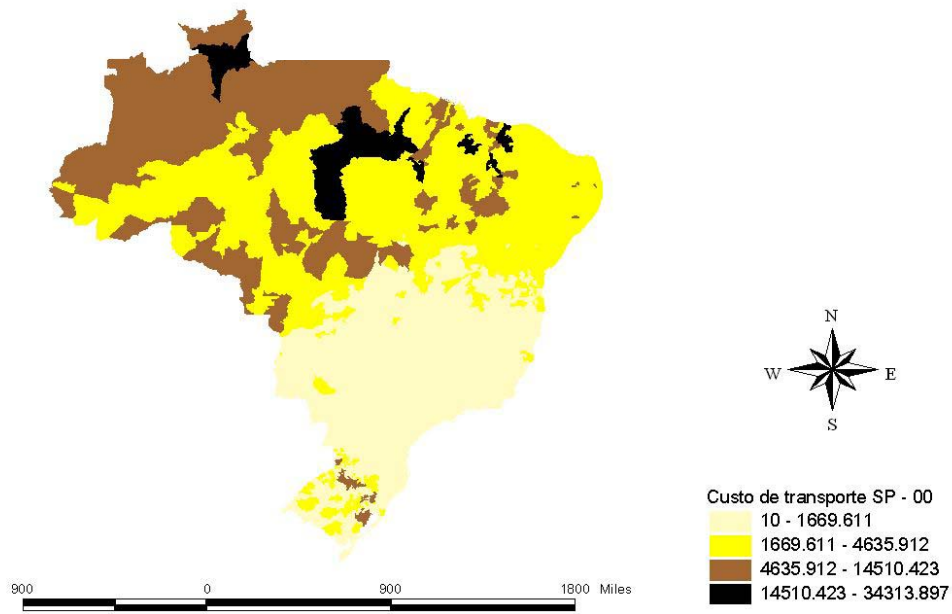 N
W E
S
Custo de transporte SP - 00
10 - 1669.611
1669.611 - 4635.912
4635.912 - 14510.423
14510.423 - 34313.897
900 0 900 1800 Miles